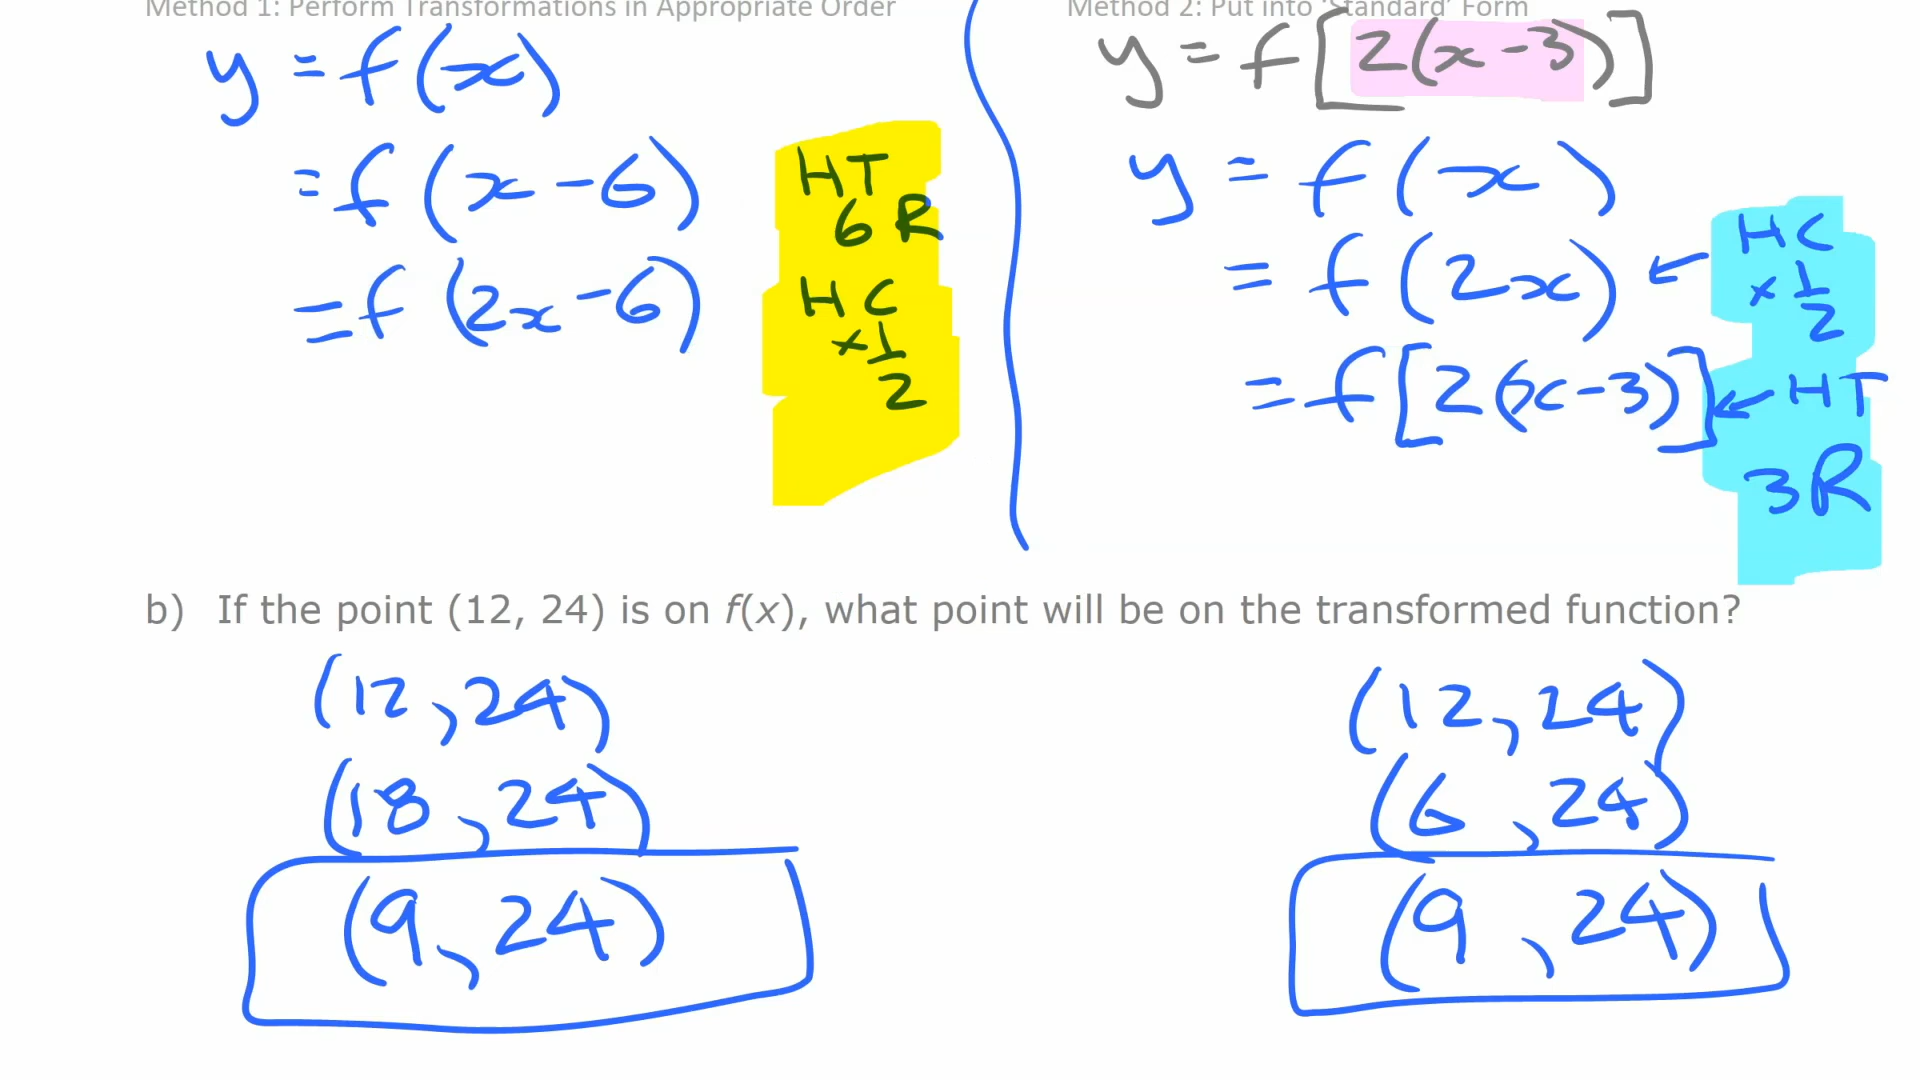 Method 1: Perform Transformations in Appropriate Order
y = f(x)
= f(x-6)
= f(2x-6)
HT
6 R
HC
× 1/2
Method 2: Put into ‘Standard’ Form
y = f[2(x-3)]
y = f(x)
= f(2x)
= f[2(x-3)]
HC
× 1/2
HT
3R
b) If the point (12, 24) is on f(x), what point will be on the transformed function?
(12, 24)
(18, 24)
(9, 24)
(12, 24)
(6, 24)
(9, 24)